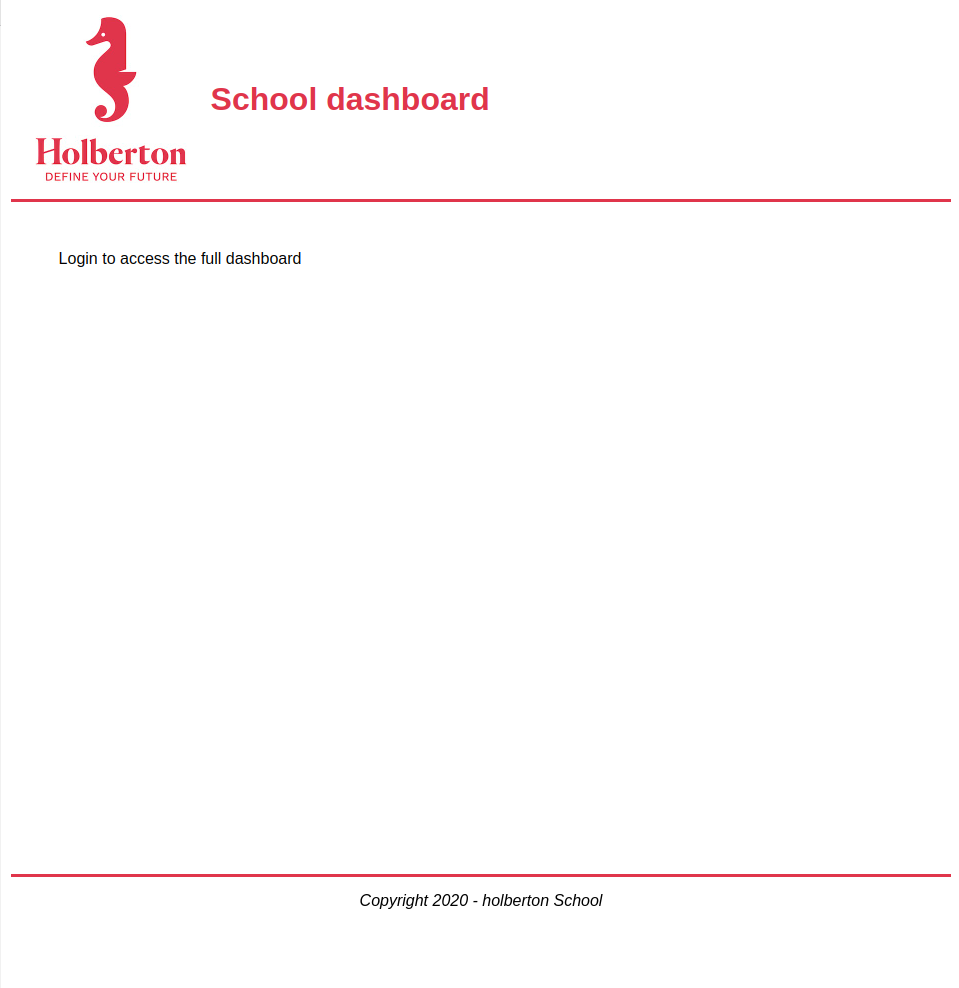 School dashboard
Holberton
DEFINE YOUR FUTURE
Login to access the full dashboard
Copyright 2020 - holberton School